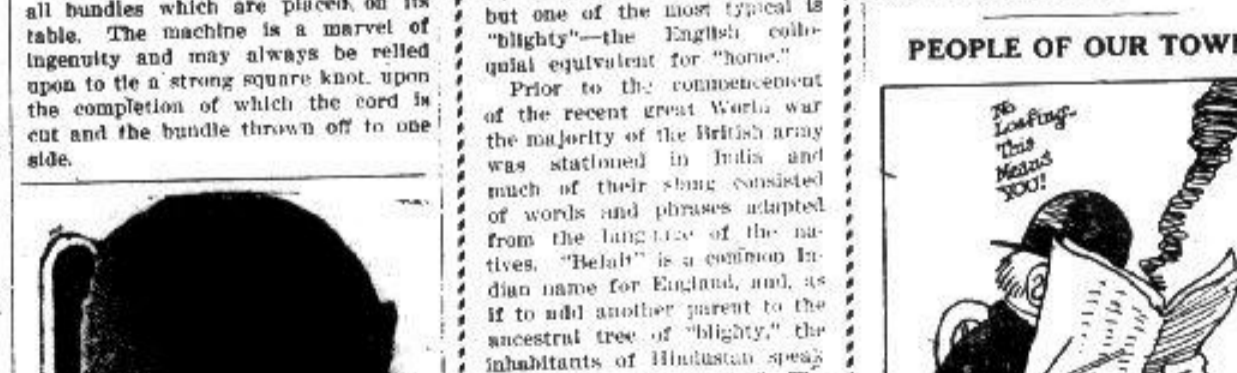 all bundles which are placed on its
table. The machine is a marvel of
ingenuity and may always be relied
upon to tie a strong square knot, upon
the completion of which the cord is
cut and the bundle thrown off to one
side.
but one of the most typical is
"blighty"—the English collo-
quial equivalent for "home."
Prior to the commencement
of the recent great World war
the majority of the British army
was stationed in India and
much of their slang consisted
of words and phrases adapted
from the language of the na-
tives. "Belait" is a common In-
dian name for England, and, as
if to add another parent to the
ancestral tree of "blighty," the
inhabitants of Hindustan speak
PEOPLE OF OUR TOWN
No
Loafing-
This
Means
YOU!